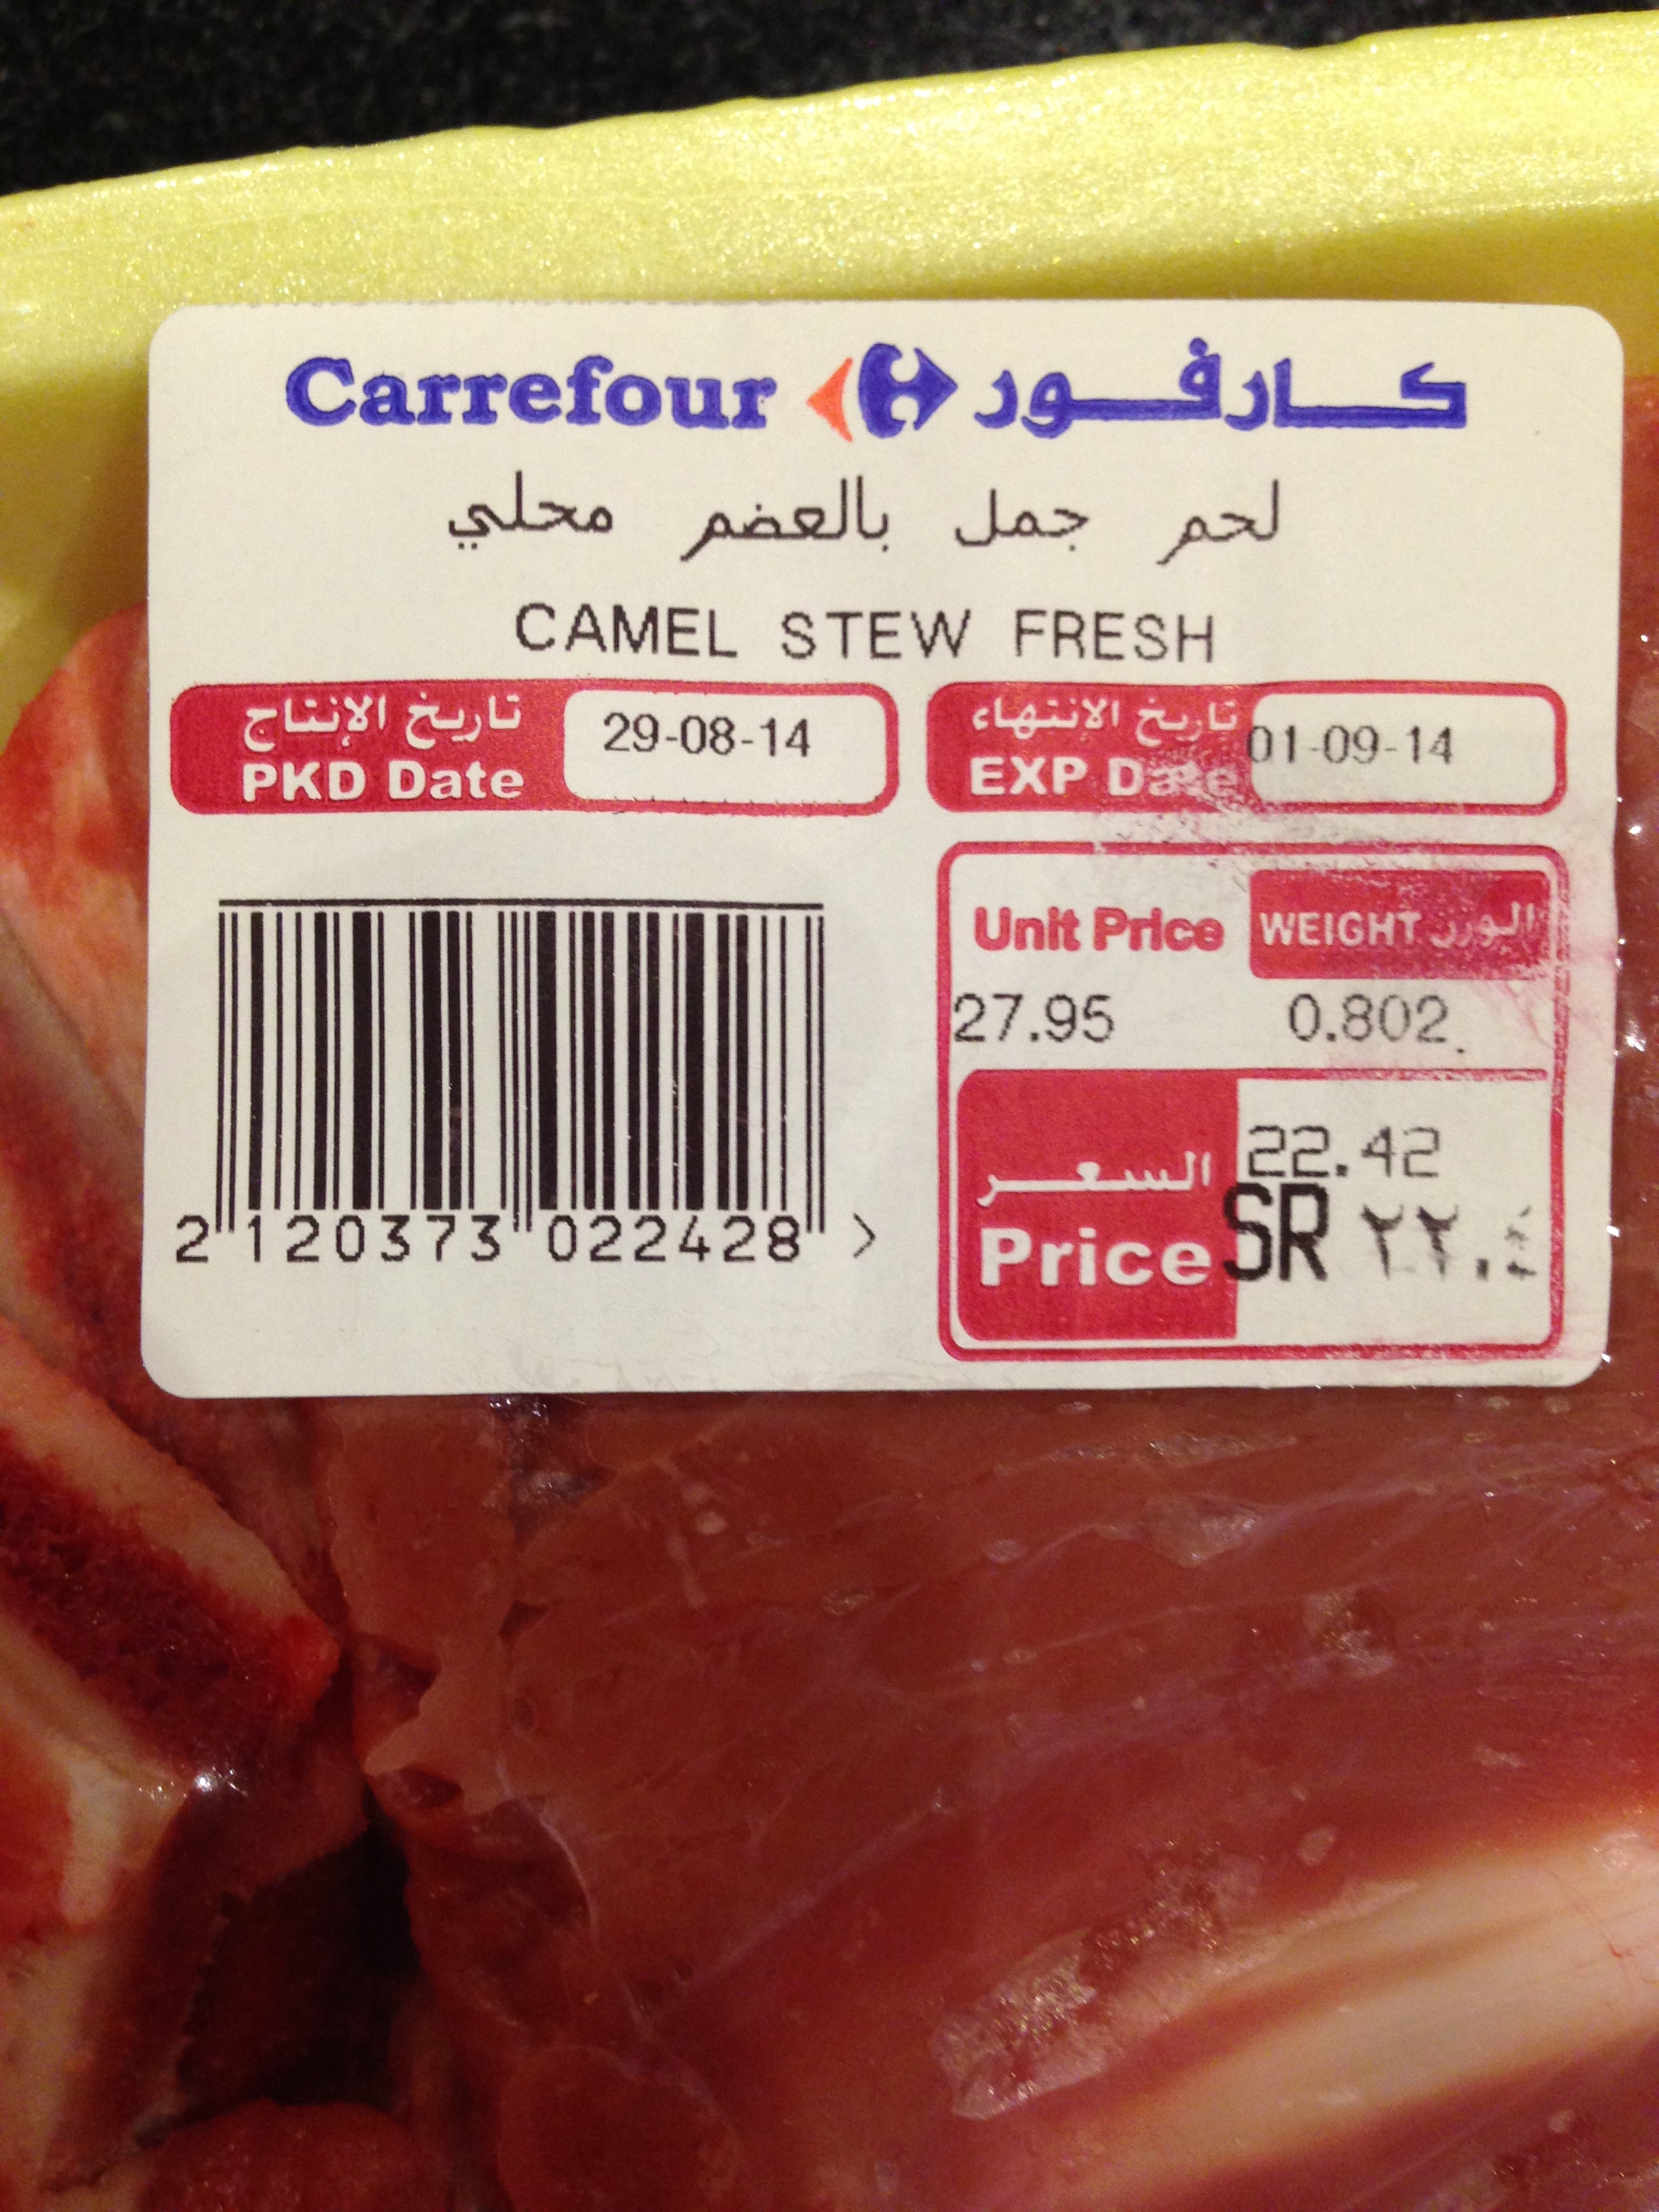 Carrefour كارفور
لحم جمل بالعضم محلي
CAMEL STEW FRESH
تاريخ الإنتاج
PKD Date
29-08-14
تاريخ الانتهاء
EXP Date
01-09-14
Unit Price
WEIGHT الوزن
27.95 0.802
السعر
Price
22.42
SR ٢٢.٤
2 120373 022428 >